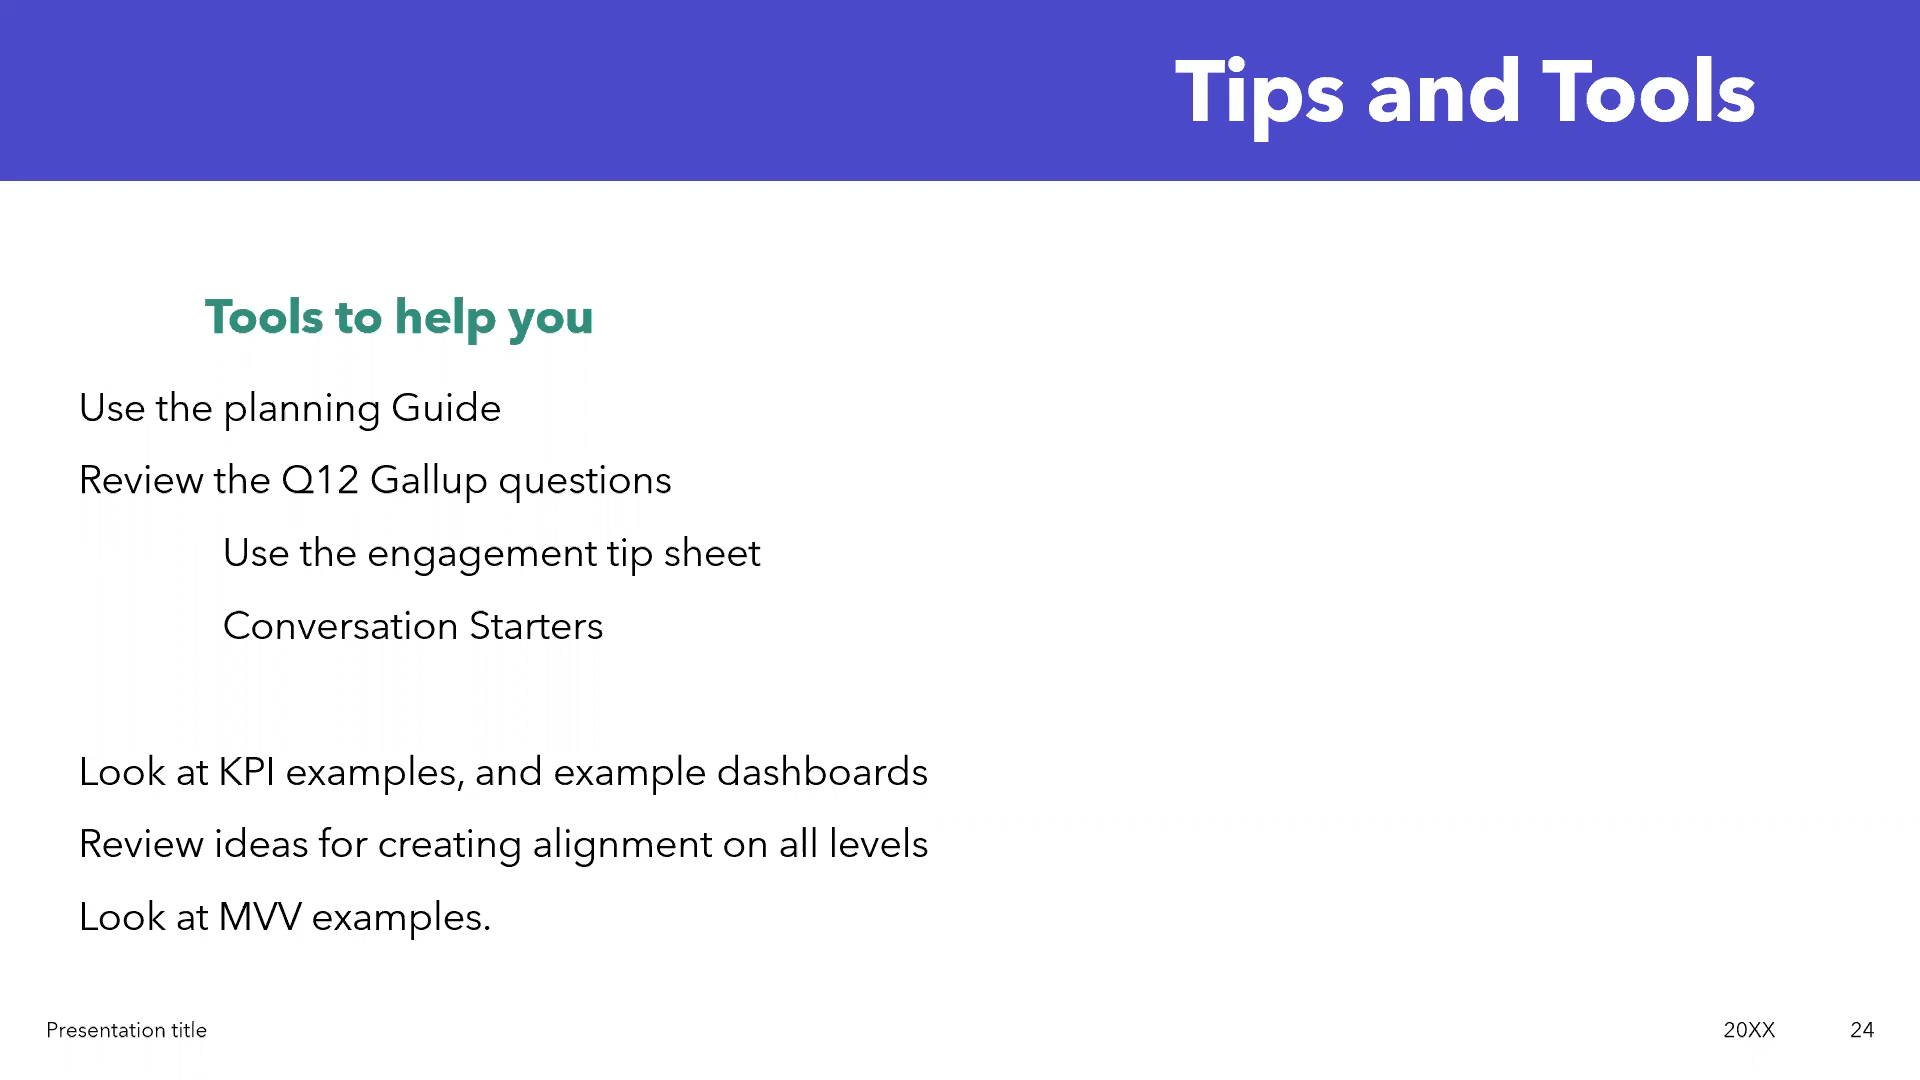 Tips and Tools
Tools to help you
Use the planning Guide
Review the Q12 Gallup questions
Use the engagement tip sheet
Conversation Starters
Look at KPI examples, and example dashboards
Review ideas for creating alignment on all levels
Look at MVV examples.
Presentation title
20XX
24